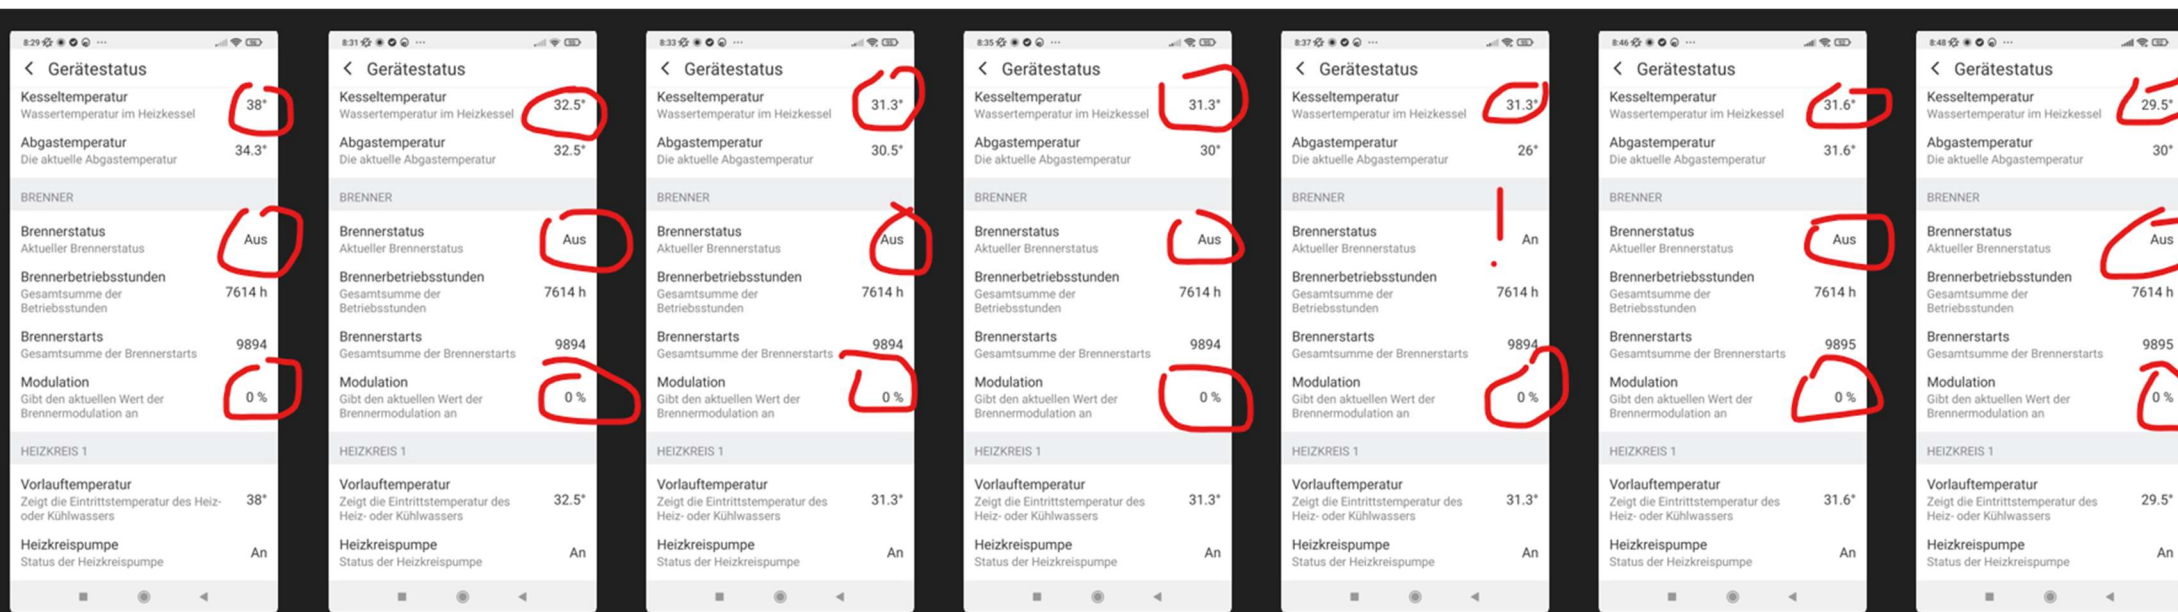 8:29 ...
Gerätestatus
Kesseltemperatur
Wassertemperatur im Heizkessel
38°
Abgastemperatur
Die aktuelle Abgastemperatur
34.3°
BRENNER
Brennerstatus
Aktueller Brennerstatus
Aus
Brennerbetriebsstunden
Gesamtsumme der
Betriebsstunden
7614 h
Brennerstarts
Gesamtsumme der Brennerstarts
9894
Modulation
Gibt den aktuellen Wert der
Brennermodulation an
0 %
HEIZKREIS 1
Vorlauftemperatur
Zeigt die Eintrittstemperatur des Heiz-
oder Kühlwassers
38°
Heizkreispumpe
Status der Heizkreispumpe
An
8:31 ...
Gerätestatus
Kesseltemperatur
Wassertemperatur im Heizkessel
32.5°
Abgastemperatur
Die aktuelle Abgastemperatur
32.5°
BRENNER
Brennerstatus
Aktueller Brennerstatus
Aus
Brennerbetriebsstunden
Gesamtsumme der
Betriebsstunden
7614 h
Brennerstarts
Gesamtsumme der Brennerstarts
9894
Modulation
Gibt den aktuellen Wert der
Brennermodulation an
0 %
HEIZKREIS 1
Vorlauftemperatur
Zeigt die Eintrittstemperatur des
Heiz- oder Kühlwassers
32.5°
Heizkreispumpe
Status der Heizkreispumpe
An
8:33 ...
Gerätestatus
Kesseltemperatur
Wassertemperatur im Heizkessel
31.3°
Abgastemperatur
Die aktuelle Abgastemperatur
30.5°
BRENNER
Brennerstatus
Aktueller Brennerstatus
Aus
Brennerbetriebsstunden
Gesamtsumme der
Betriebsstunden
7614 h
Brennerstarts
Gesamtsumme der Brennerstarts
9894
Modulation
Gibt den aktuellen Wert der
Brennermodulation an
0 %
HEIZKREIS 1
Vorlauftemperatur
Zeigt die Eintrittstemperatur des
Heiz- oder Kühlwassers
31.3°
Heizkreispumpe
Status der Heizkreispumpe
An
8:35 ...
Gerätestatus
Kesseltemperatur
Wassertemperatur im Heizkessel
31.3°
Abgastemperatur
Die aktuelle Abgastemperatur
30°
BRENNER
Brennerstatus
Aktueller Brennerstatus
Aus
Brennerbetriebsstunden
Gesamtsumme der
Betriebsstunden
7614 h
Brennerstarts
Gesamtsumme der Brennerstarts
9894
Modulation
Gibt den aktuellen Wert der
Brennermodulation an
0 %
HEIZKREIS 1
Vorlauftemperatur
Zeigt die Eintrittstemperatur des
Heiz- oder Kühlwassers
31.3°
Heizkreispumpe
Status der Heizkreispumpe
An
8:37 ...
Gerätestatus
Kesseltemperatur
Wassertemperatur im Heizkessel
31.3°
Abgastemperatur
Die aktuelle Abgastemperatur
26°
BRENNER
Brennerstatus
Aktueller Brennerstatus
!
An
Brennerbetriebsstunden
Gesamtsumme der
Betriebsstunden
7614 h
Brennerstarts
Gesamtsumme der Brennerstarts
9894
Modulation
Gibt den aktuellen Wert der
Brennermodulation an
0 %
HEIZKREIS 1
Vorlauftemperatur
Zeigt die Eintrittstemperatur des
Heiz- oder Kühlwassers
31.3°
Heizkreispumpe
Status der Heizkreispumpe
An
8:46 ...
Gerätestatus
Kesseltemperatur
Wassertemperatur im Heizkessel
31.6°
Abgastemperatur
Die aktuelle Abgastemperatur
31.6°
BRENNER
Brennerstatus
Aktueller Brennerstatus
Aus
Brennerbetriebsstunden
Gesamtsumme der
Betriebsstunden
7614 h
Brennerstarts
Gesamtsumme der Brennerstarts
9895
Modulation
Gibt den aktuellen Wert der
Brennermodulation an
0 %
HEIZKREIS 1
Vorlauftemperatur
Zeigt die Eintrittstemperatur des
Heiz- oder Kühlwassers
31.6°
Heizkreispumpe
Status der Heizkreispumpe
An
8:48 ...
Gerätestatus
Kesseltemperatur
Wassertemperatur im Heizkessel
29.5°
Abgastemperatur
Die aktuelle Abgastemperatur
30°
BRENNER
Brennerstatus
Aktueller Brennerstatus
Aus
Brennerbetriebsstunden
Gesamtsumme der
Betriebsstunden
7614 h
Brennerstarts
Gesamtsumme der Brennerstarts
9895
Modulation
Gibt den aktuellen Wert der
Brennermodulation an
0 %
HEIZKREIS 1
Vorlauftemperatur
Zeigt die Eintrittstemperatur des
Heiz- oder Kühlwassers
29.5°
Heizkreispumpe
Status der Heizkreispumpe
An